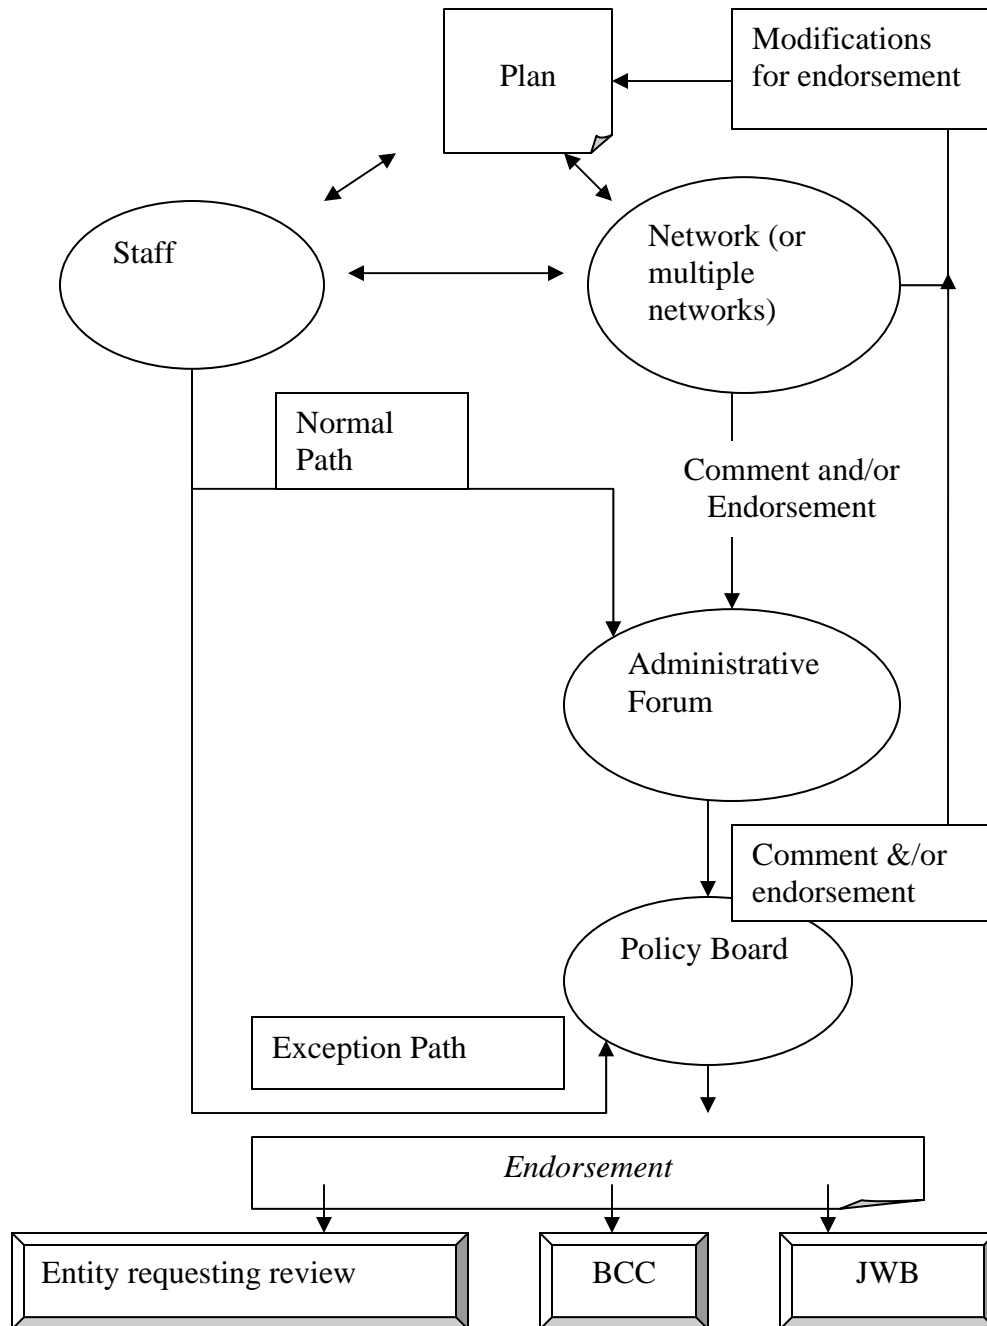 Plan
Modifications
for endorsement
Staff
Network (or
multiple
networks)
Normal
Path
Comment and/or
Endorsement
Administrative
Forum
Comment &/or
endorsement
Policy Board
Exception Path
Endorsement
Entity requesting review
BCC
JWB